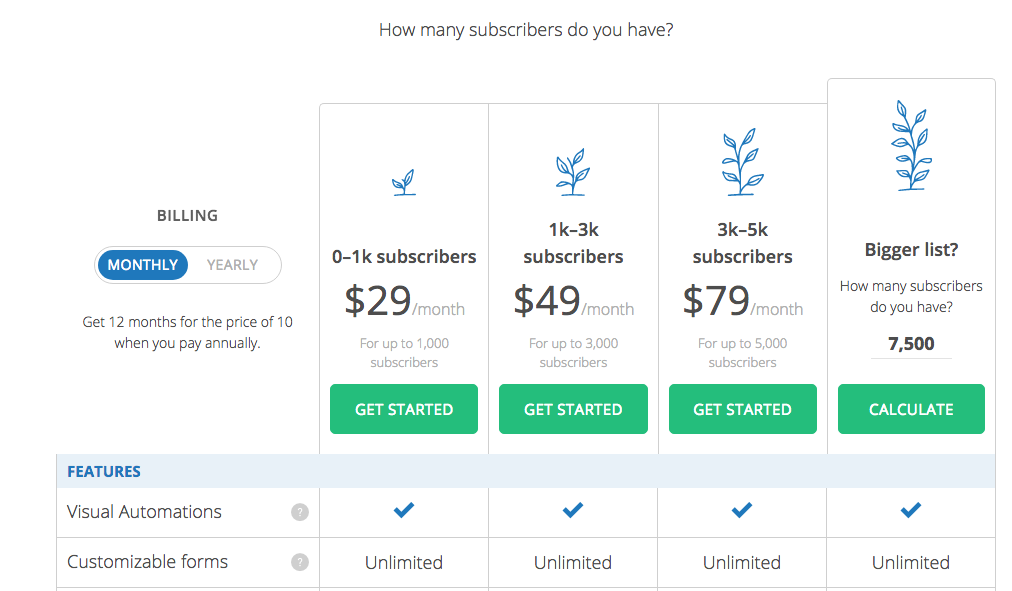 How many subscribers do you have?
BILLING
MONTHLY YEARLY
Get 12 months for the price of 10
when you pay annually.
0–1k subscribers
$29/month
For up to 1,000
subscribers
GET STARTED
1k–3k
subscribers
$49/month
For up to 3,000
subscribers
GET STARTED
3k–5k
subscribers
$79/month
For up to 5,000
subscribers
GET STARTED
Bigger list?
How many subscribers
do you have?
7,500
CALCULATE
FEATURES
Visual Automations ?
Customizable forms ? Unlimited Unlimited Unlimited Unlimited